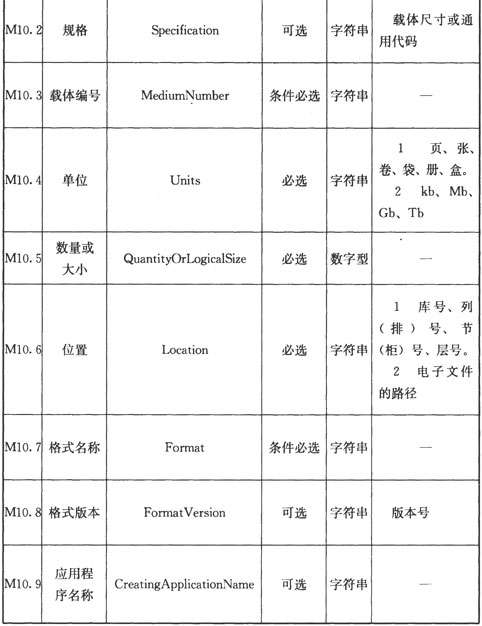 M10.2 规格 Specification 可选 字符串 载体尺寸或通
用代码
M10.3 载体编号 MediumNumber 条件必选 字符串 —
M10.4 单位 Units 必选 字符串 1 页、张、
卷、袋、册、盒。
2 kb、Mb、
Gb、Tb
M10.5 数量或
大小 QuantityOrLogicalSize 必选 数字型 —
M10.6 位置 Location 必选 字符串 1 库号、列
(排)号、节
(柜)号、层号。
2 电子文件
的路径
M10.7 格式名称 Format 条件必选 字符串 —
M10.8 格式版本 FormatVersion 可选 字符串 版本号
M10.9 应用程
序名称 CreatingApplicationName 可选 字符串 —